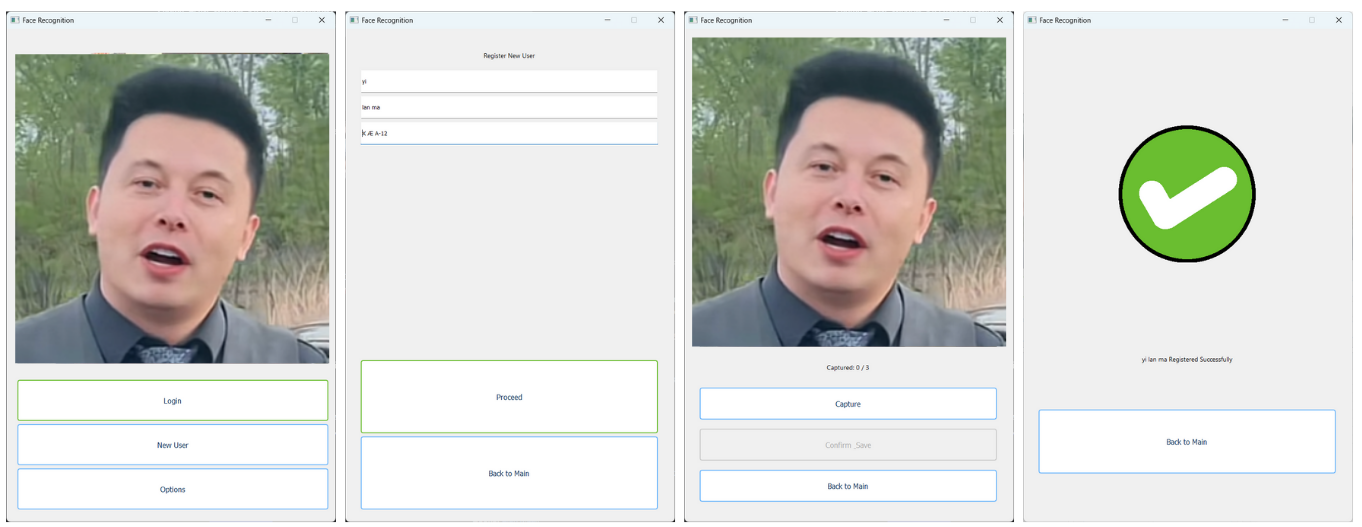 Face Recognition
Login
New User
Options
Face Recognition
Register New User
yi
lan ma
X Æ A-12
Proceed
Back to Main
Face Recognition
Captured: 0 / 3
Capture
Confirm _Save
Back to Main
Face Recognition
yi lan ma Registered Successfully
Back to Main